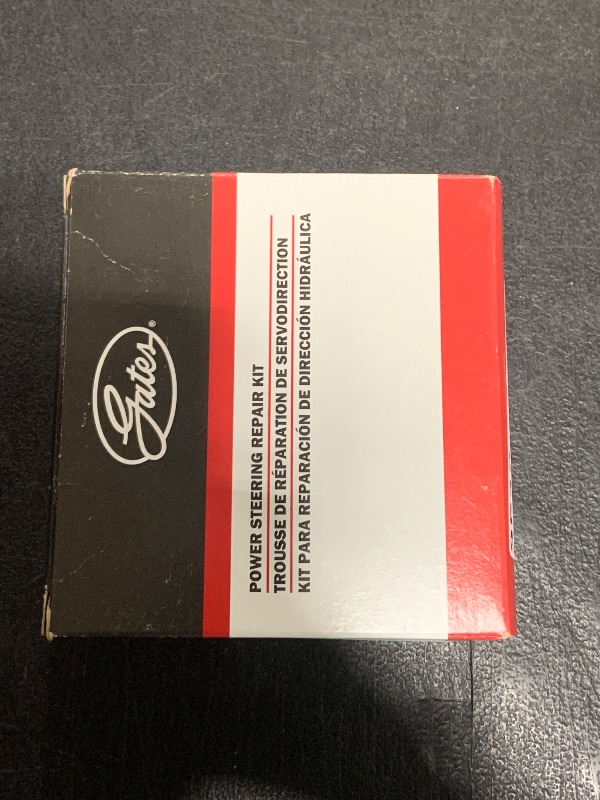 Gates®
POWER STEERING REPAIR KIT
TROUSSE DE RÉPARATION DE SERVODIRECTION
KIT PARA REPARACIÓN DE DIRECCIÓN HIDRÁULICA